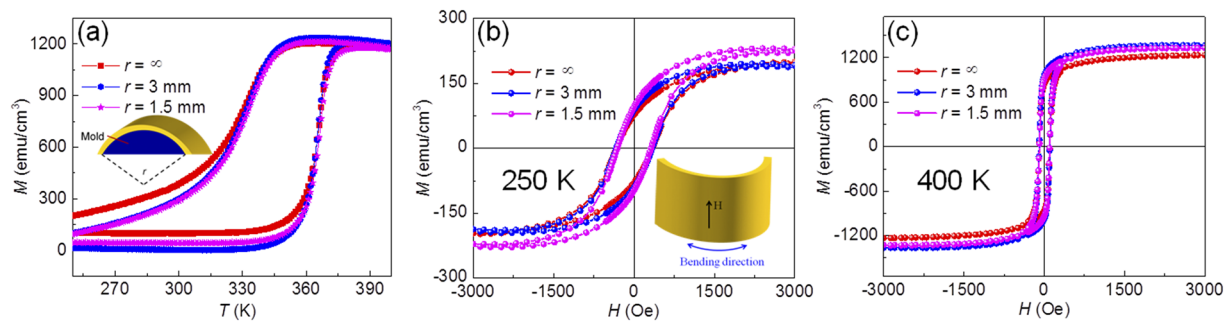 (a)
r = ∞
r = 3 mm
r = 1.5 mm
Mold
r
M (emu/cm³)
1200
900
600
300
0
270 300 330 360 390
T (K)
(b)
r = ∞
r = 3 mm
r = 1.5 mm
250 K
H
Bending direction
M (emu/cm³)
300
150
0
-150
-300
-3000 -1500 0 1500 3000
H (Oe)
(c)
r = ∞
r = 3 mm
r = 1.5 mm
400 K
M (emu/cm³)
1200
600
0
-600
-1200
-3000 -1500 0 1500 3000
H (Oe)